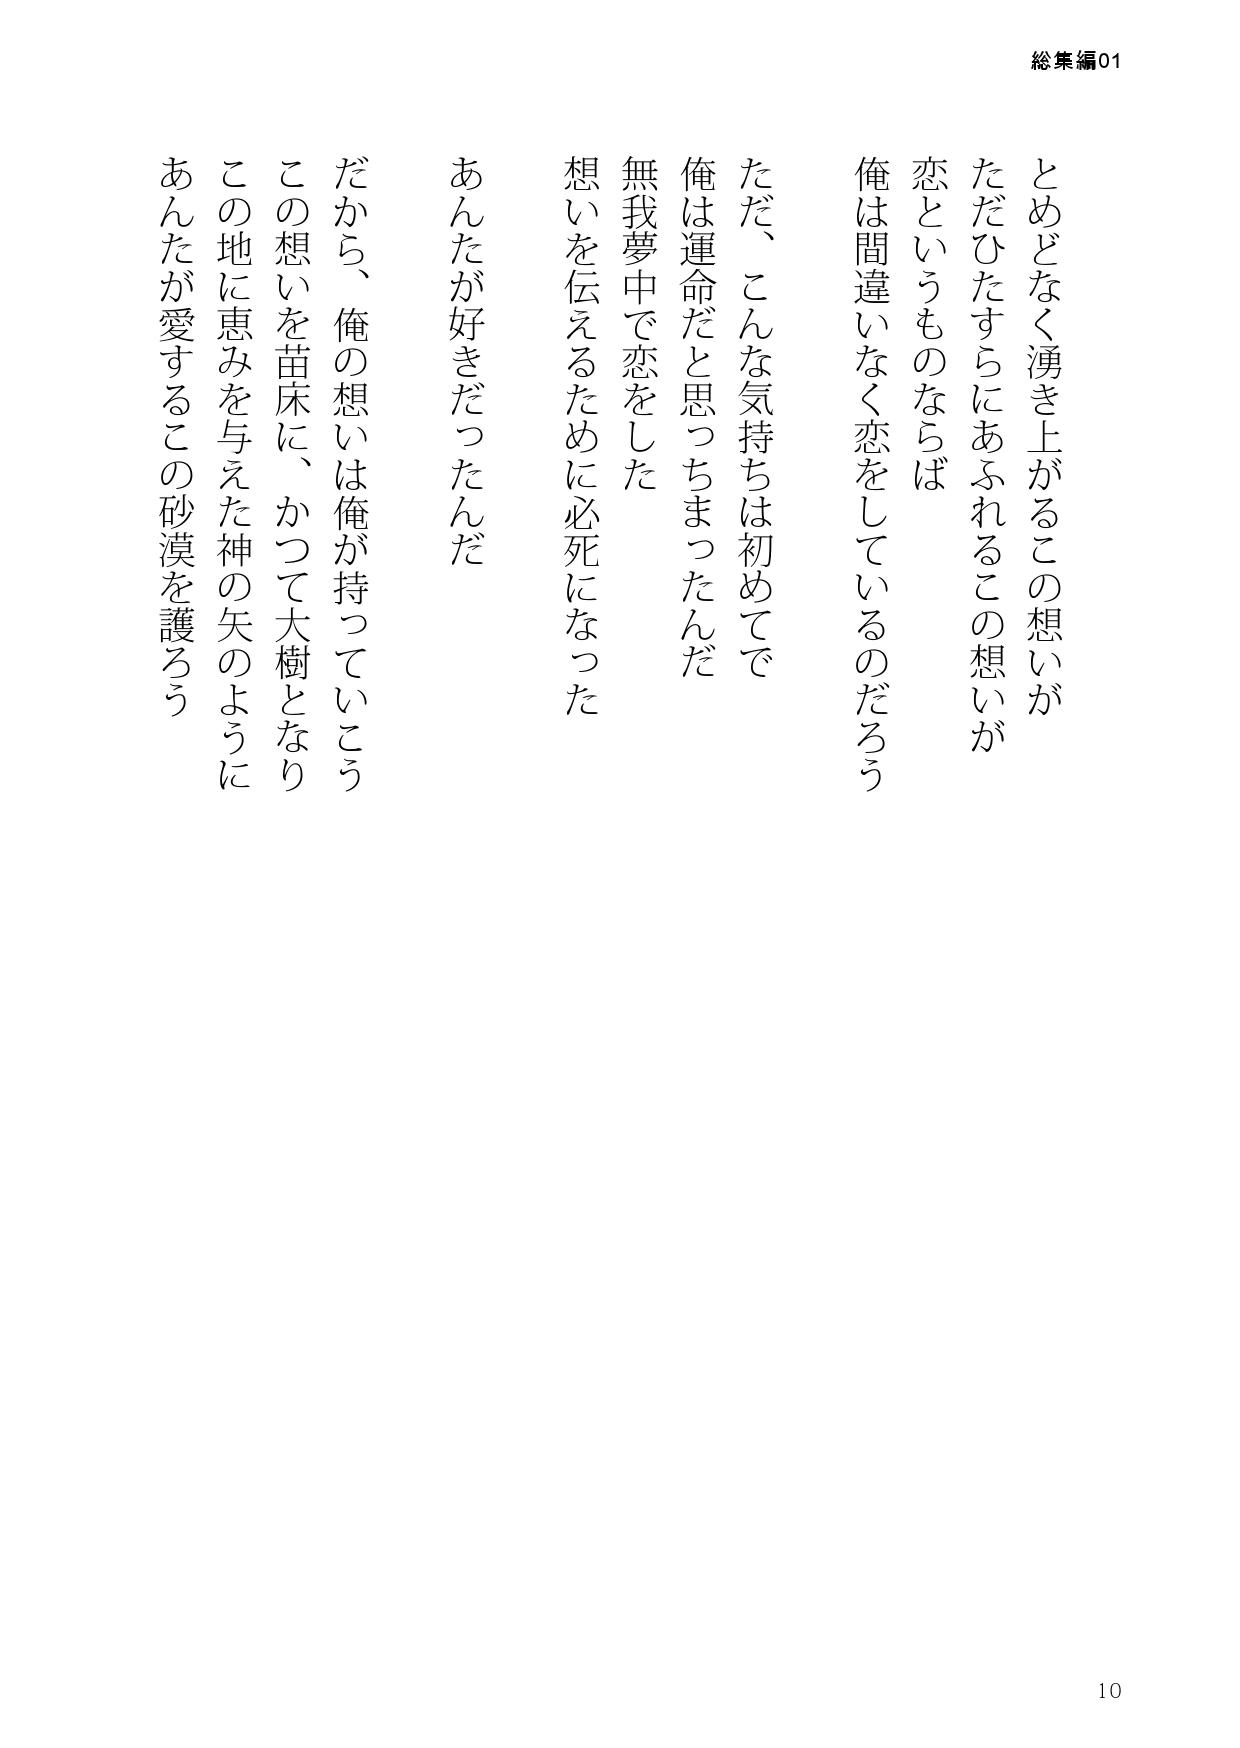 総集編01
とめどなく湧き上がるこの想いが
ただひたすらにあふれるこの想いが
恋というものならば
俺は間違いなく恋をしているのだろう
ただ、こんな気持ちは初めてで
俺は運命だと思っちまったんだ
無我夢中で恋をした
想いを伝えるために必死になった
あんたが好きだったんだ
だから、俺の想いは俺が持っていこう
この想いを苗床に、かつて大樹となり
この地に恵みを与えた神の矢のように
あんたが愛するこの砂漠を護ろう
10